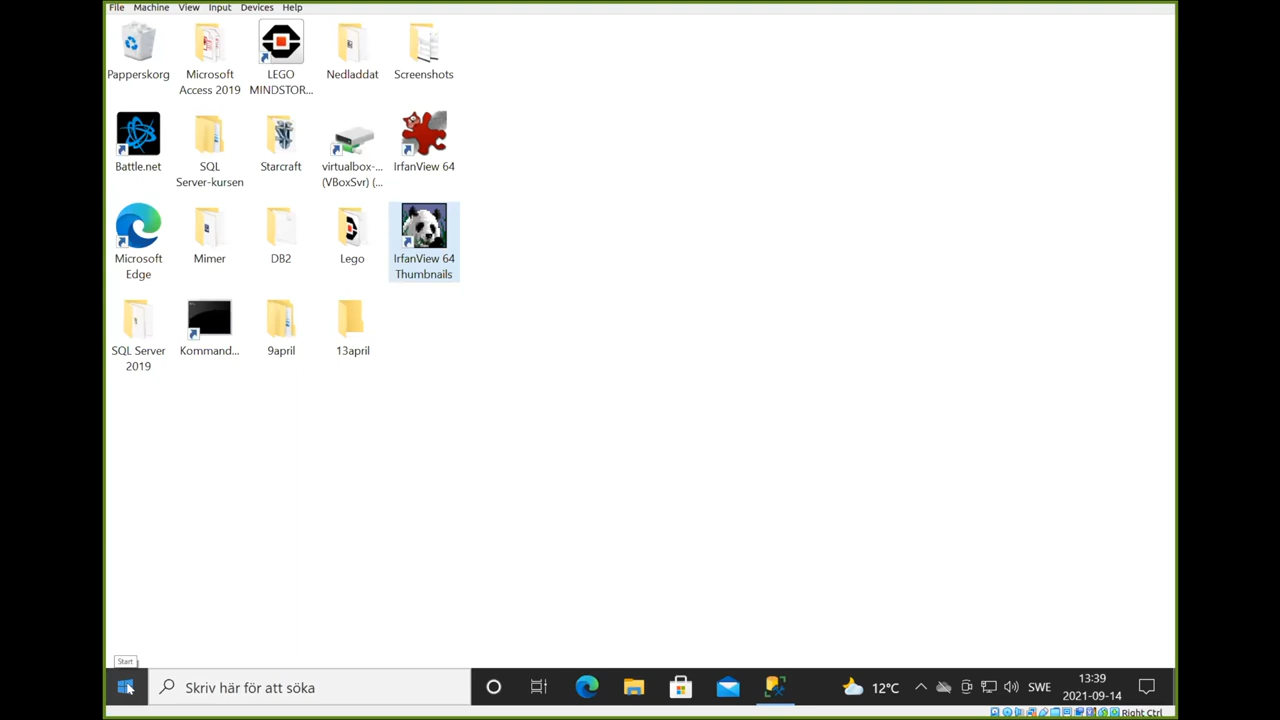 File Machine View Input Devices Help
Papperskorg
Microsoft
Access 2019
LEGO
MINDSTOR...
Nedladdat
Screenshots
Battle.net
SQL
Server-kursen
Starcraft
virtualbox-...
(VBoxSvr) (...
IrfanView 64
Microsoft
Edge
Mimer
DB2
Lego
IrfanView 64
Thumbnails
SQL Server
2019
Kommand...
9april
13april
Start
Skriv här för att söka
12°C
SWE
13:39
2021-09-14
Right Ctrl